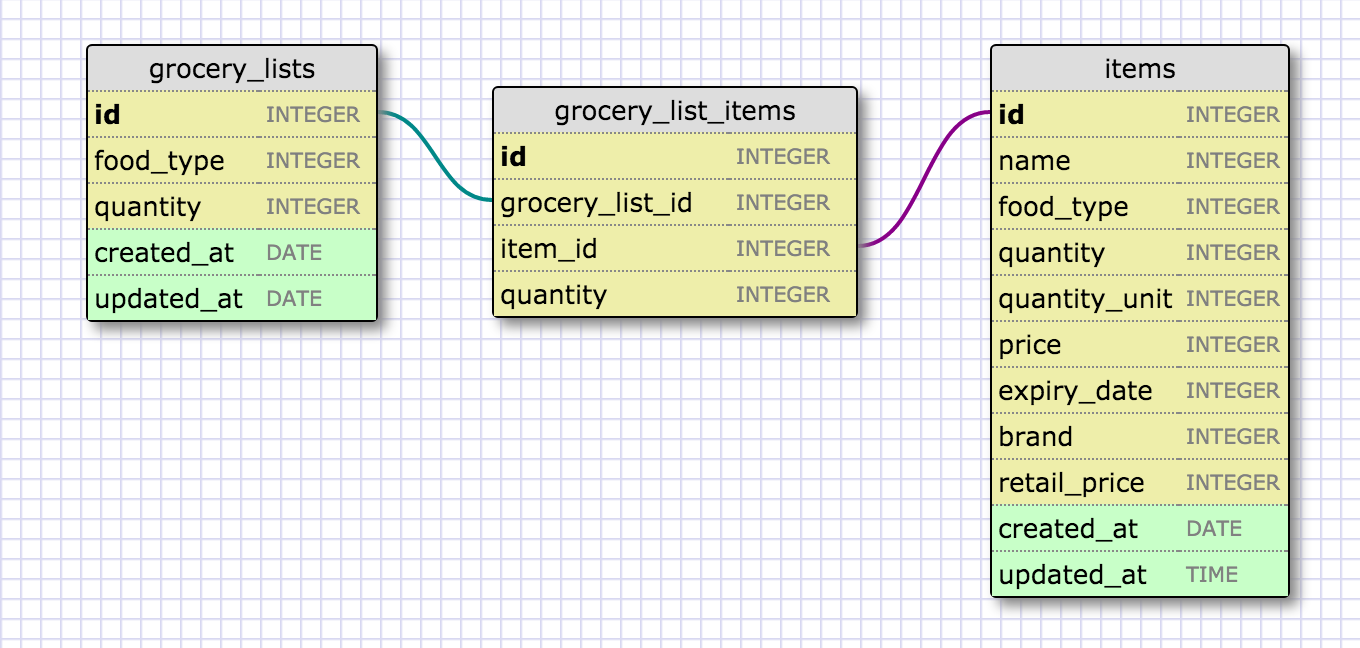 grocery_lists
id INTEGER
food_type INTEGER
quantity INTEGER
created_at DATE
updated_at DATE
grocery_list_items
id INTEGER
grocery_list_id INTEGER
item_id INTEGER
quantity INTEGER
items
id INTEGER
name INTEGER
food_type INTEGER
quantity INTEGER
quantity_unit INTEGER
price INTEGER
expiry_date INTEGER
brand INTEGER
retail_price INTEGER
created_at DATE
updated_at TIME